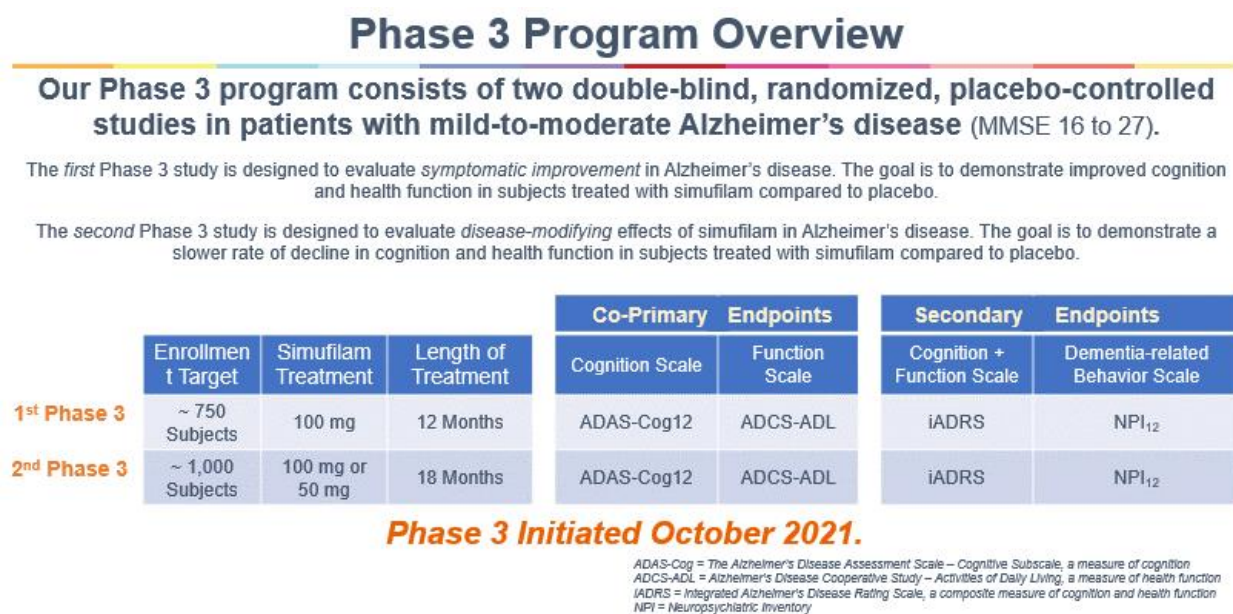 Phase 3 Program Overview
Our Phase 3 program consists of two double-blind, randomized, placebo-controlled
studies in patients with mild-to-moderate Alzheimer's disease (MMSE 16 to 27).
The first Phase 3 study is designed to evaluate symptomatic improvement in Alzheimer's disease. The goal is to demonstrate improved cognition
and health function in subjects treated with simufilam compared to placebo.
The second Phase 3 study is designed to evaluate disease-modifying effects of simufilam in Alzheimer's disease. The goal is to demonstrate a
slower rate of decline in cognition and health function in subjects treated with simufilam compared to placebo.
Co-Primary Endpoints
Secondary Endpoints
Enrollmen
t Target
Simufilam
Treatment
Length of
Treatment
Cognition Scale
Function
Scale
Cognition +
Function Scale
Dementia-related
Behavior Scale
1st Phase 3
~ 750
Subjects
100 mg
12 Months
ADAS-Cog12
ADCS-ADL
iADRS
NPI12
2nd Phase 3
~ 1,000
Subjects
100 mg or
50 mg
18 Months
ADAS-Cog12
ADCS-ADL
iADRS
NPI12
Phase 3 Initiated October 2021.
ADAS-Cog = The Alzheimer's Disease Assessment Scale – Cognitive Subscale, a measure of cognition
ADCS-ADL = Alzheimer's Disease Cooperative Study – Activities of Daily Living, a measure of health function
iADRS = Integrated Alzheimer's Disease Rating Scale, a composite measure of cognition and health function
NPI = Neuropsychiatric Inventory